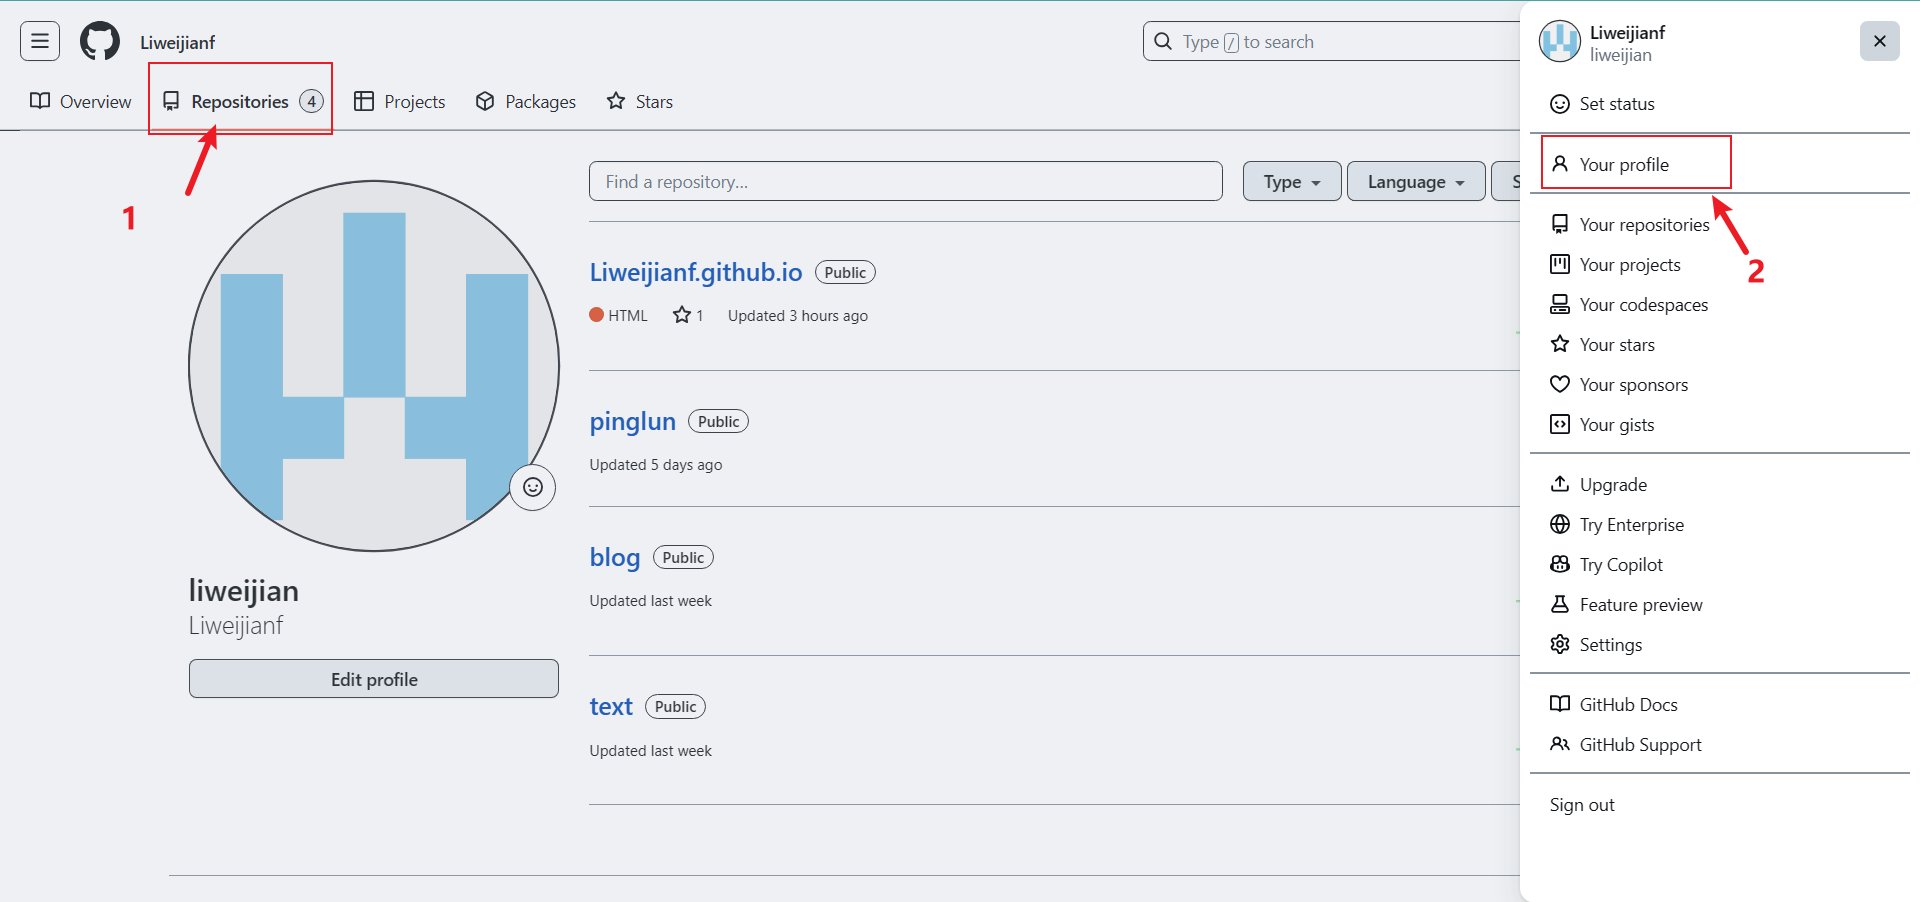 Liweijianf
Type / to search
Overview
Repositories 4
Projects
Packages
Stars
1
Find a repository...
Type
Language
S
Liweijianf.github.io Public
HTML 1 Updated 3 hours ago
pinglun Public
Updated 5 days ago
blog Public
Updated last week
text Public
Updated last week
liweijian
Liweijianf
Edit profile
Liweijianf
liweijian
Set status
Your profile
2
Your repositories
Your projects
Your codespaces
Your stars
Your sponsors
Your gists
Upgrade
Try Enterprise
Try Copilot
Feature preview
Settings
GitHub Docs
GitHub Support
Sign out